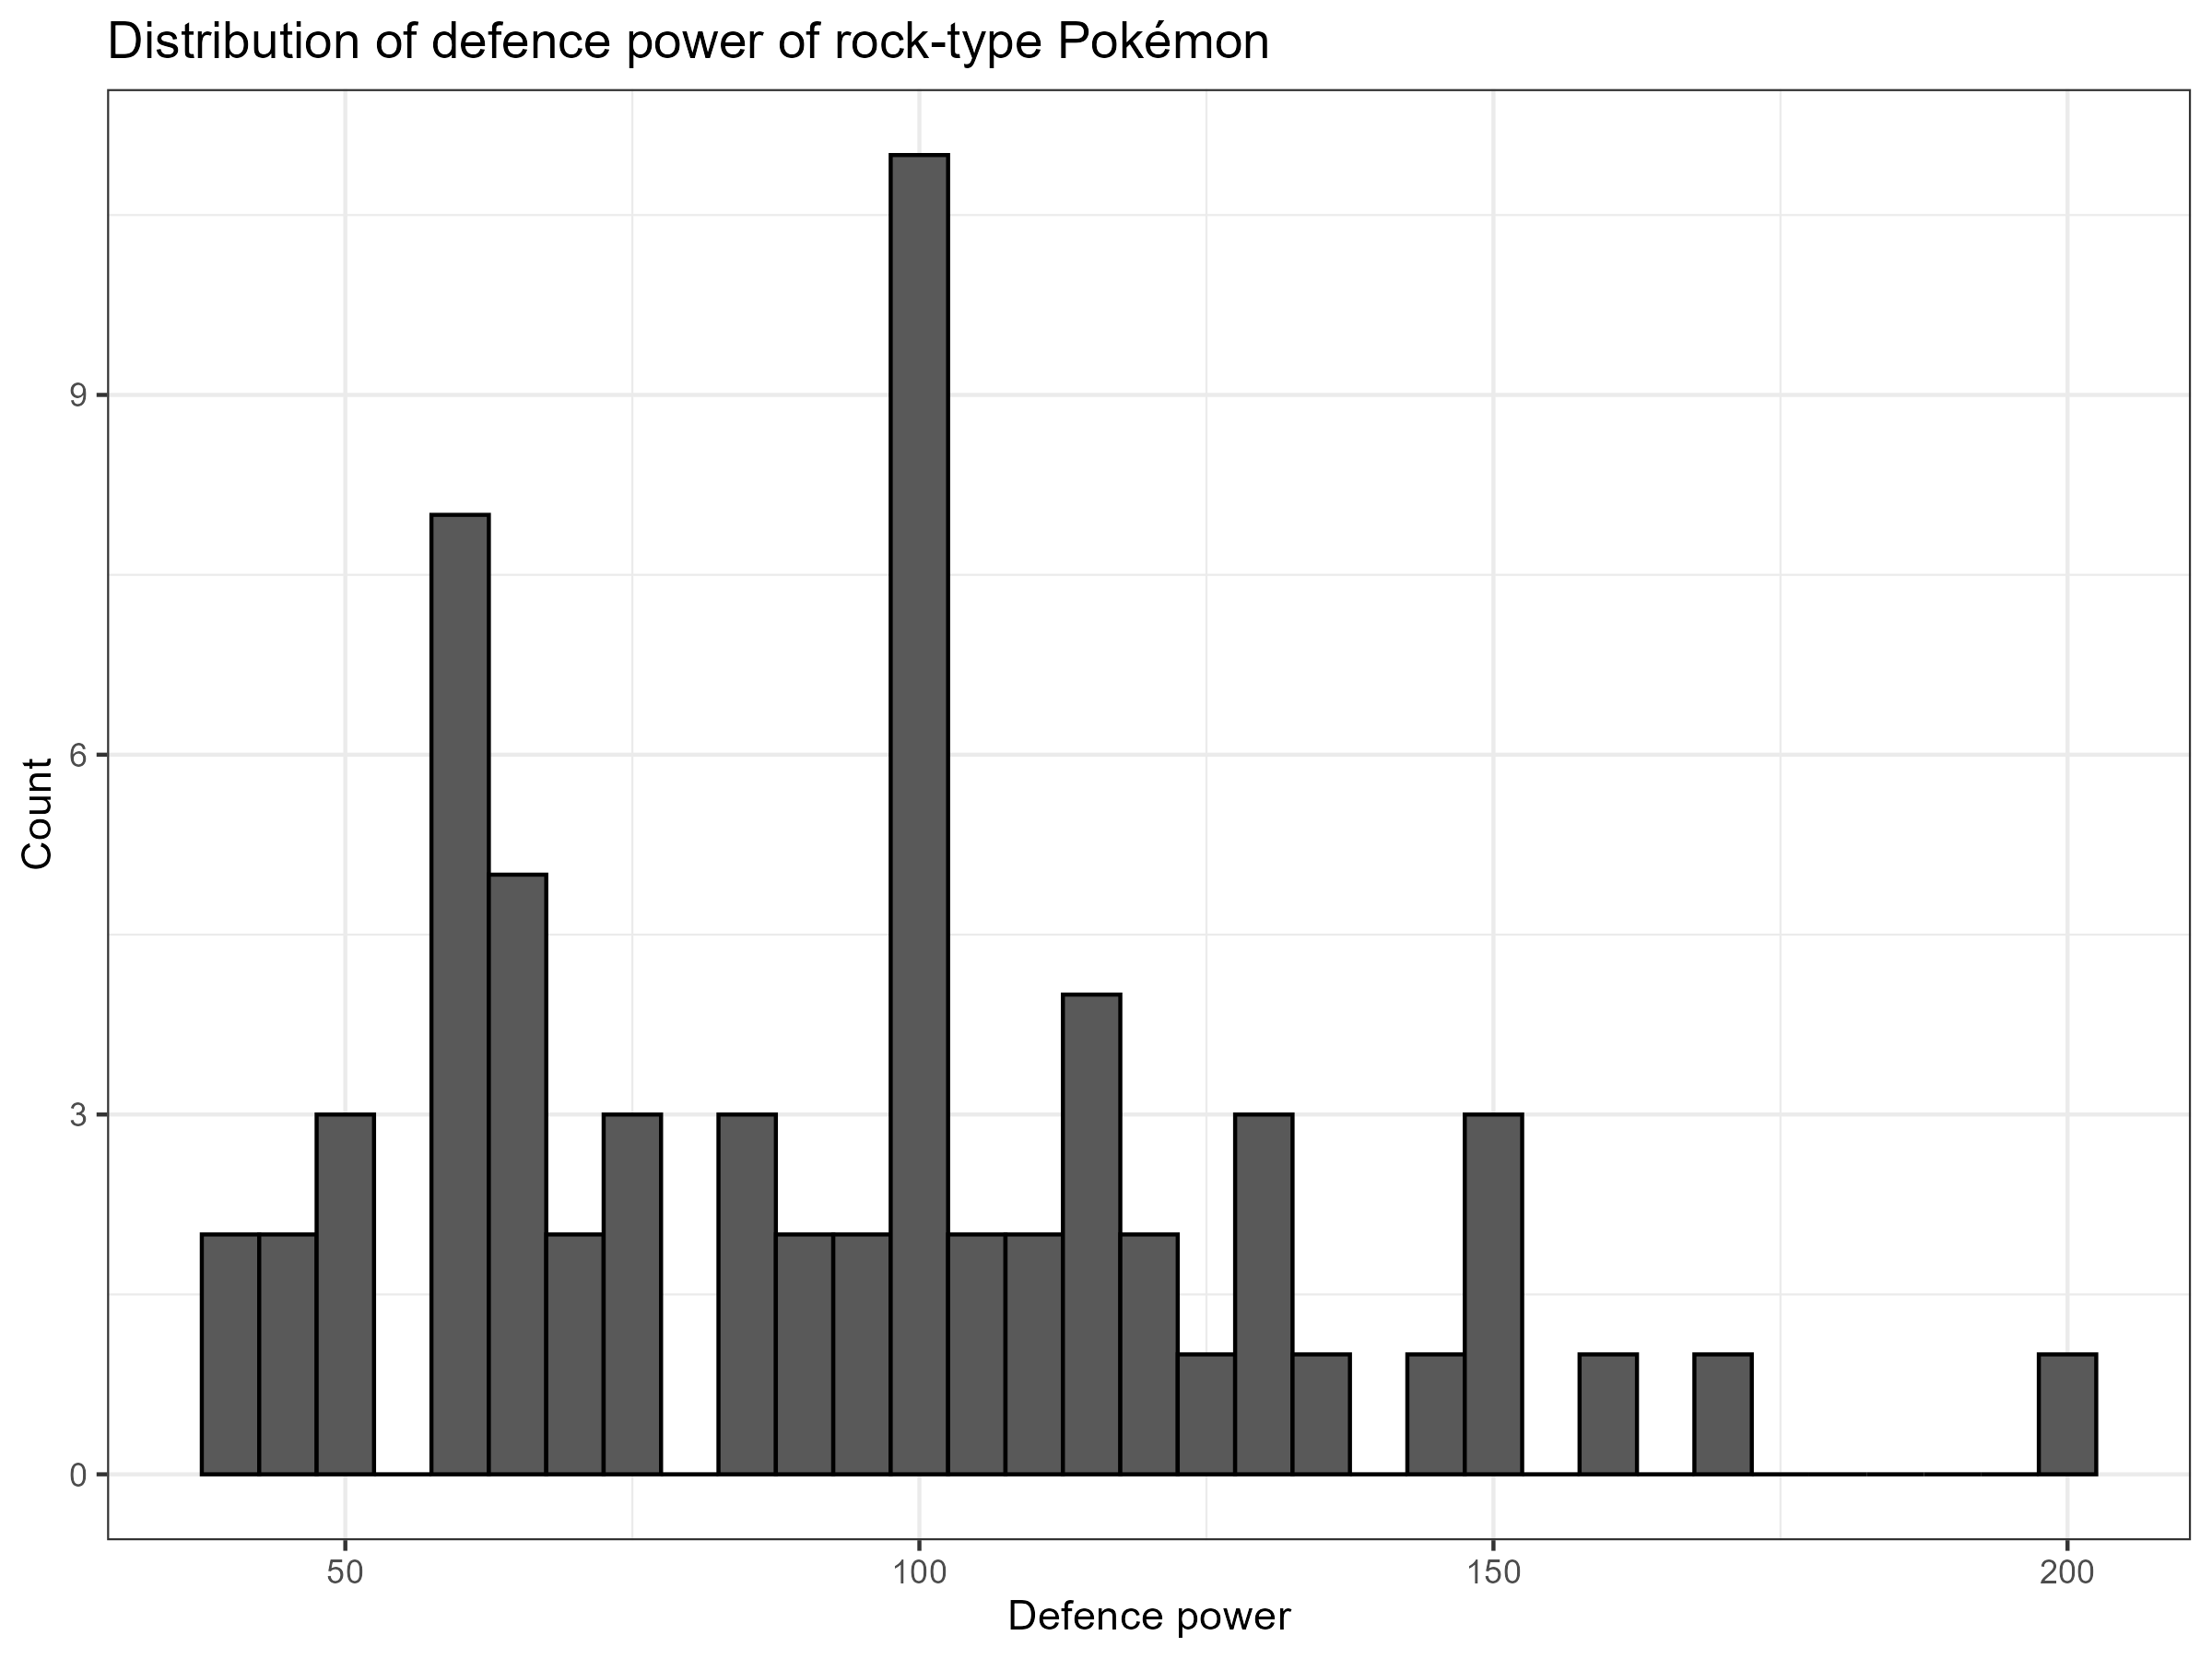 Distribution of defence power of rock-type Pokémon
9
6
3
0
Count
50 100 150 200
Defence power